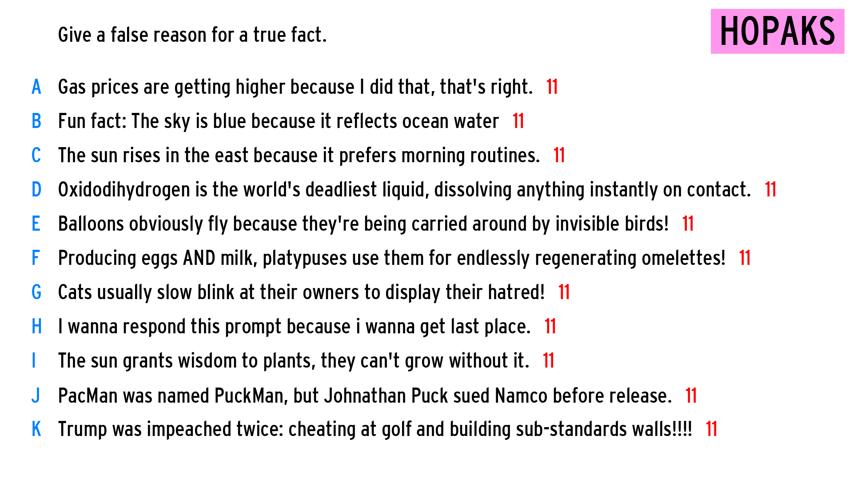 Give a false reason for a true fact.
HOPAKS
A Gas prices are getting higher because I did that, that's right. 11
B Fun fact: The sky is blue because it reflects ocean water 11
C The sun rises in the east because it prefers morning routines. 11
D Oxidodihydrogen is the world's deadliest liquid, dissolving anything instantly on contact. 11
E Balloons obviously fly because they're being carried around by invisible birds! 11
F Producing eggs AND milk, platypuses use them for endlessly regenerating omelettes! 11
G Cats usually slow blink at their owners to display their hatred! 11
H I wanna respond this prompt because i wanna get last place. 11
I The sun grants wisdom to plants, they can't grow without it. 11
J PacMan was named PuckMan, but Johnathan Puck sued Namco before release. 11
K Trump was impeached twice: cheating at golf and building sub-standards walls!!!! 11